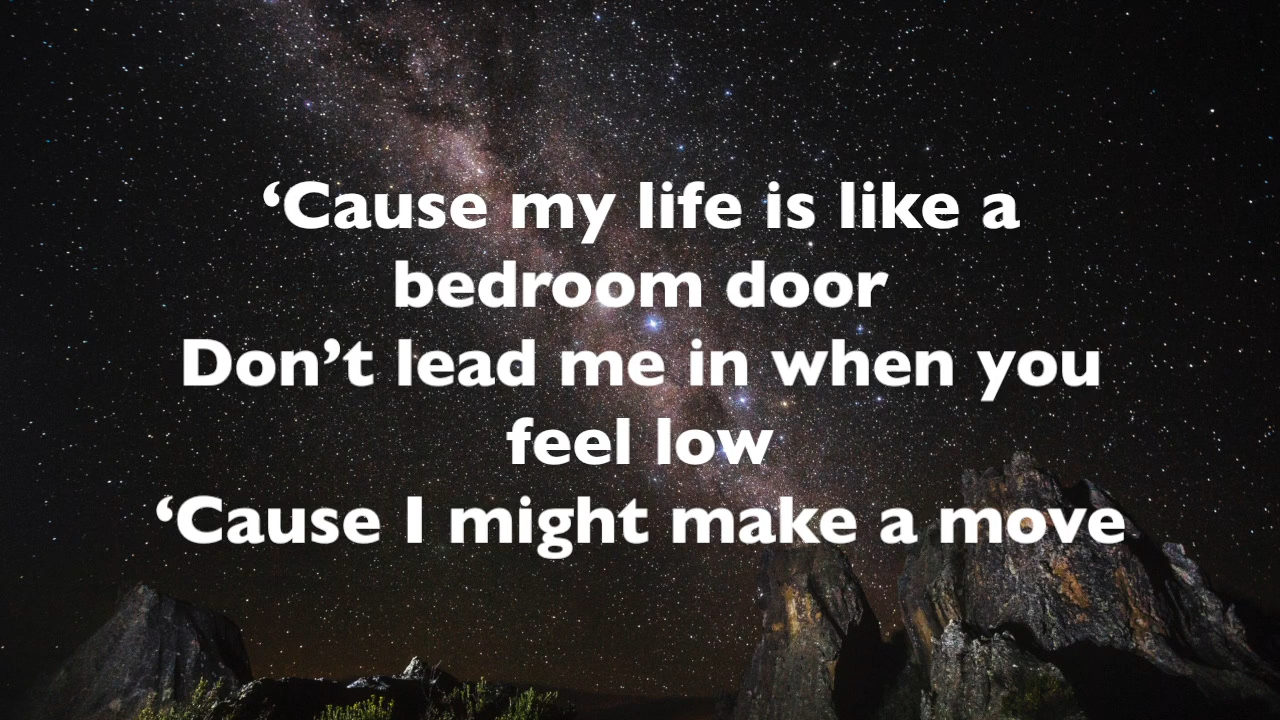 ‘Cause my life is like a
bedroom door
Don’t lead me in when you
feel low
‘Cause I might make a move